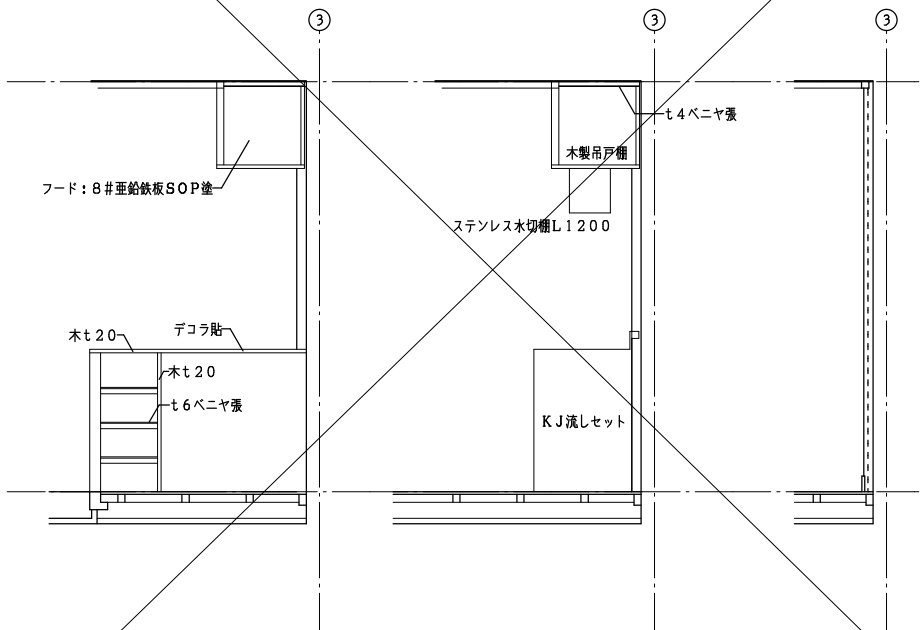 ③
③
③
t4ベニヤ張
木製吊戸棚
フード：8＃亜鉛鉄板SOP塗
ステンレス水切棚L1200
木t20
デコラ貼
木t20
t6ベニヤ張
KJ流しセット